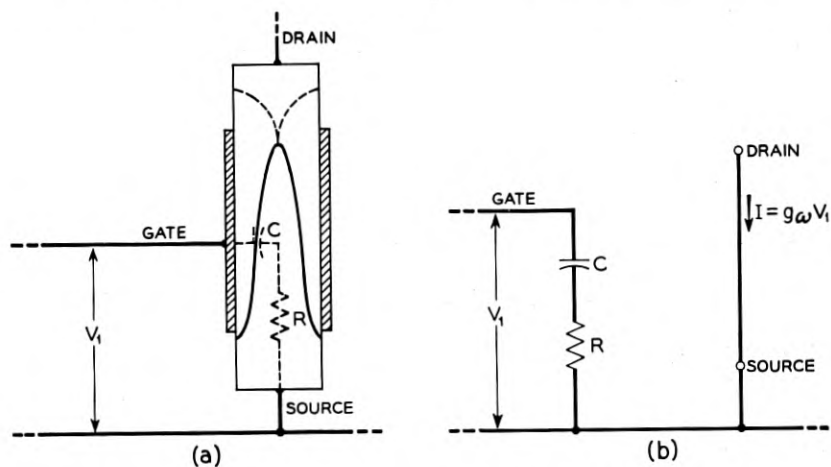 DRAIN
GATE
C
V₁
R
SOURCE
(a)
GATE
C
V₁
R
DRAIN
I = gωV₁
SOURCE
(b)